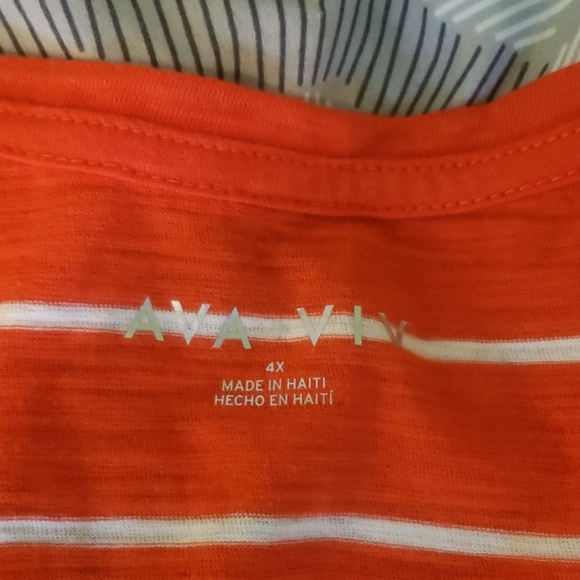 AVA + VIV
4X
MADE IN HAITI
HECHO EN HAITÍ